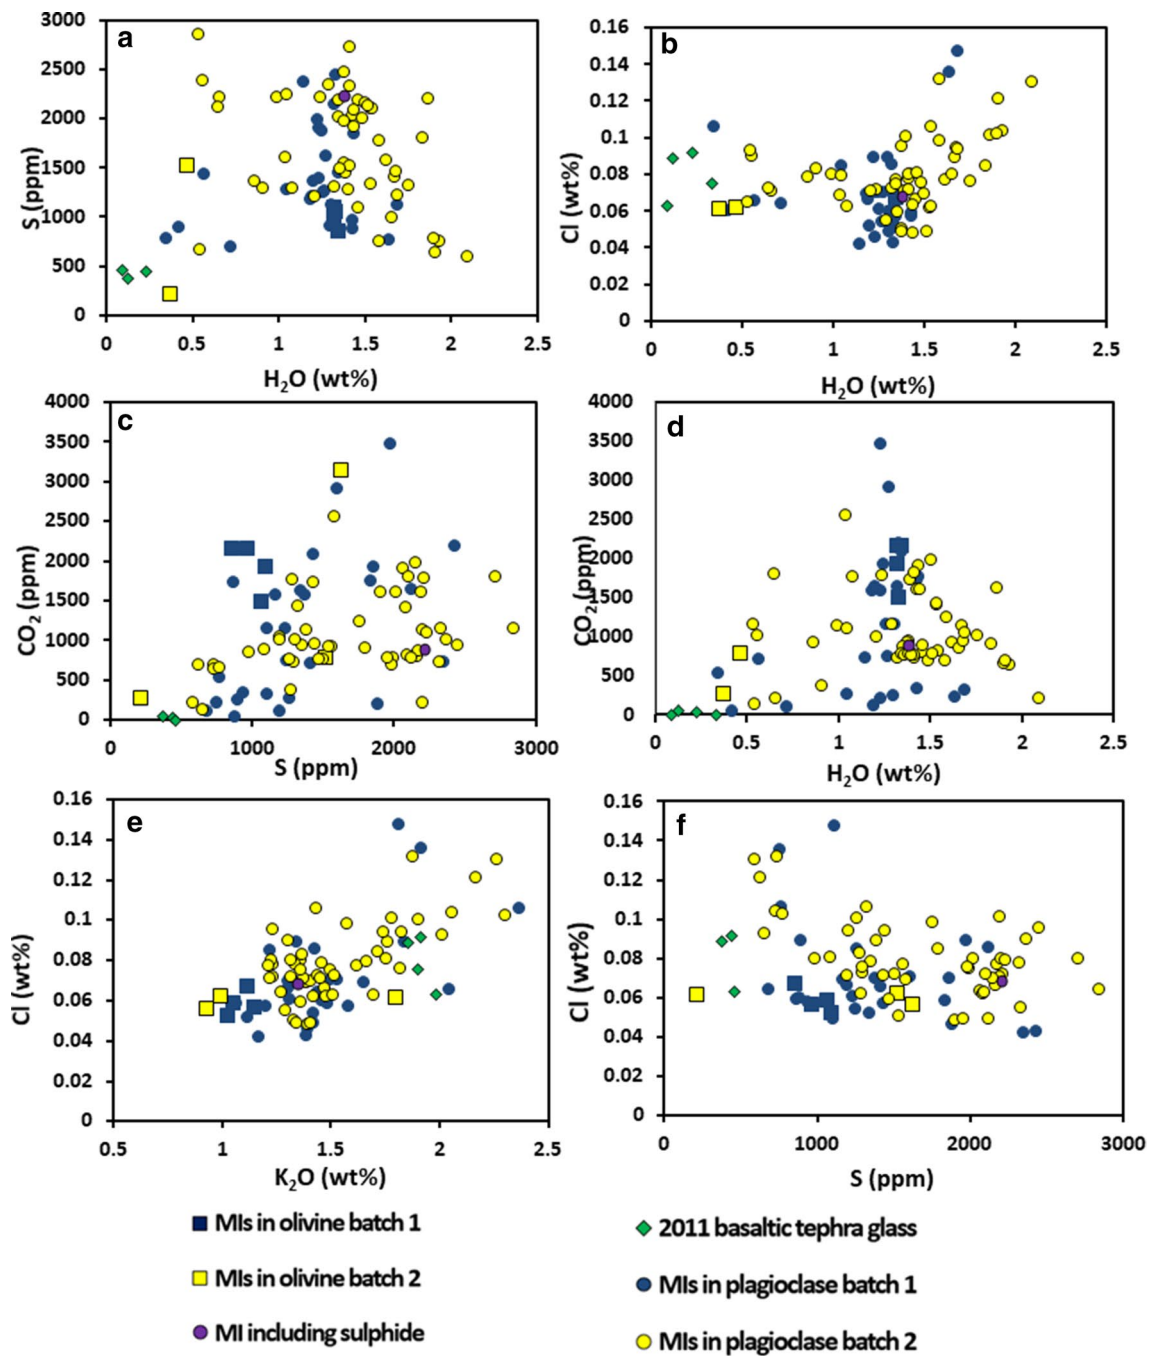 a
3000
2500
2000
1500
1000
500
0
S (ppm)
0 0.5 1 1.5 2 2.5
H2O (wt%)
b
0.16
0.14
0.12
0.1
0.08
0.06
0.04
0.02
0
Cl (wt%)
0 0.5 1 1.5 2 2.5
H2O (wt%)
c
4000
3500
3000
2500
2000
1500
1000
500
0
CO2 (ppm)
0 1000 2000 3000
S (ppm)
d
4000
3500
3000
2500
2000
1500
1000
500
0
CO2 (ppm)
0 0.5 1 1.5 2 2.5
H2O (wt%)
e
0.16
0.14
0.12
0.1
0.08
0.06
0.04
0.02
0
Cl (wt%)
0.5 1 1.5 2 2.5
K2O (wt%)
f
0.16
0.14
0.12
0.1
0.08
0.06
0.04
0.02
0
Cl (wt%)
0 1000 2000 3000
S (ppm)
MIs in olivine batch 1
MIs in olivine batch 2
MI including sulphide
2011 basaltic tephra glass
MIs in plagioclase batch 1
MIs in plagioclase batch 2